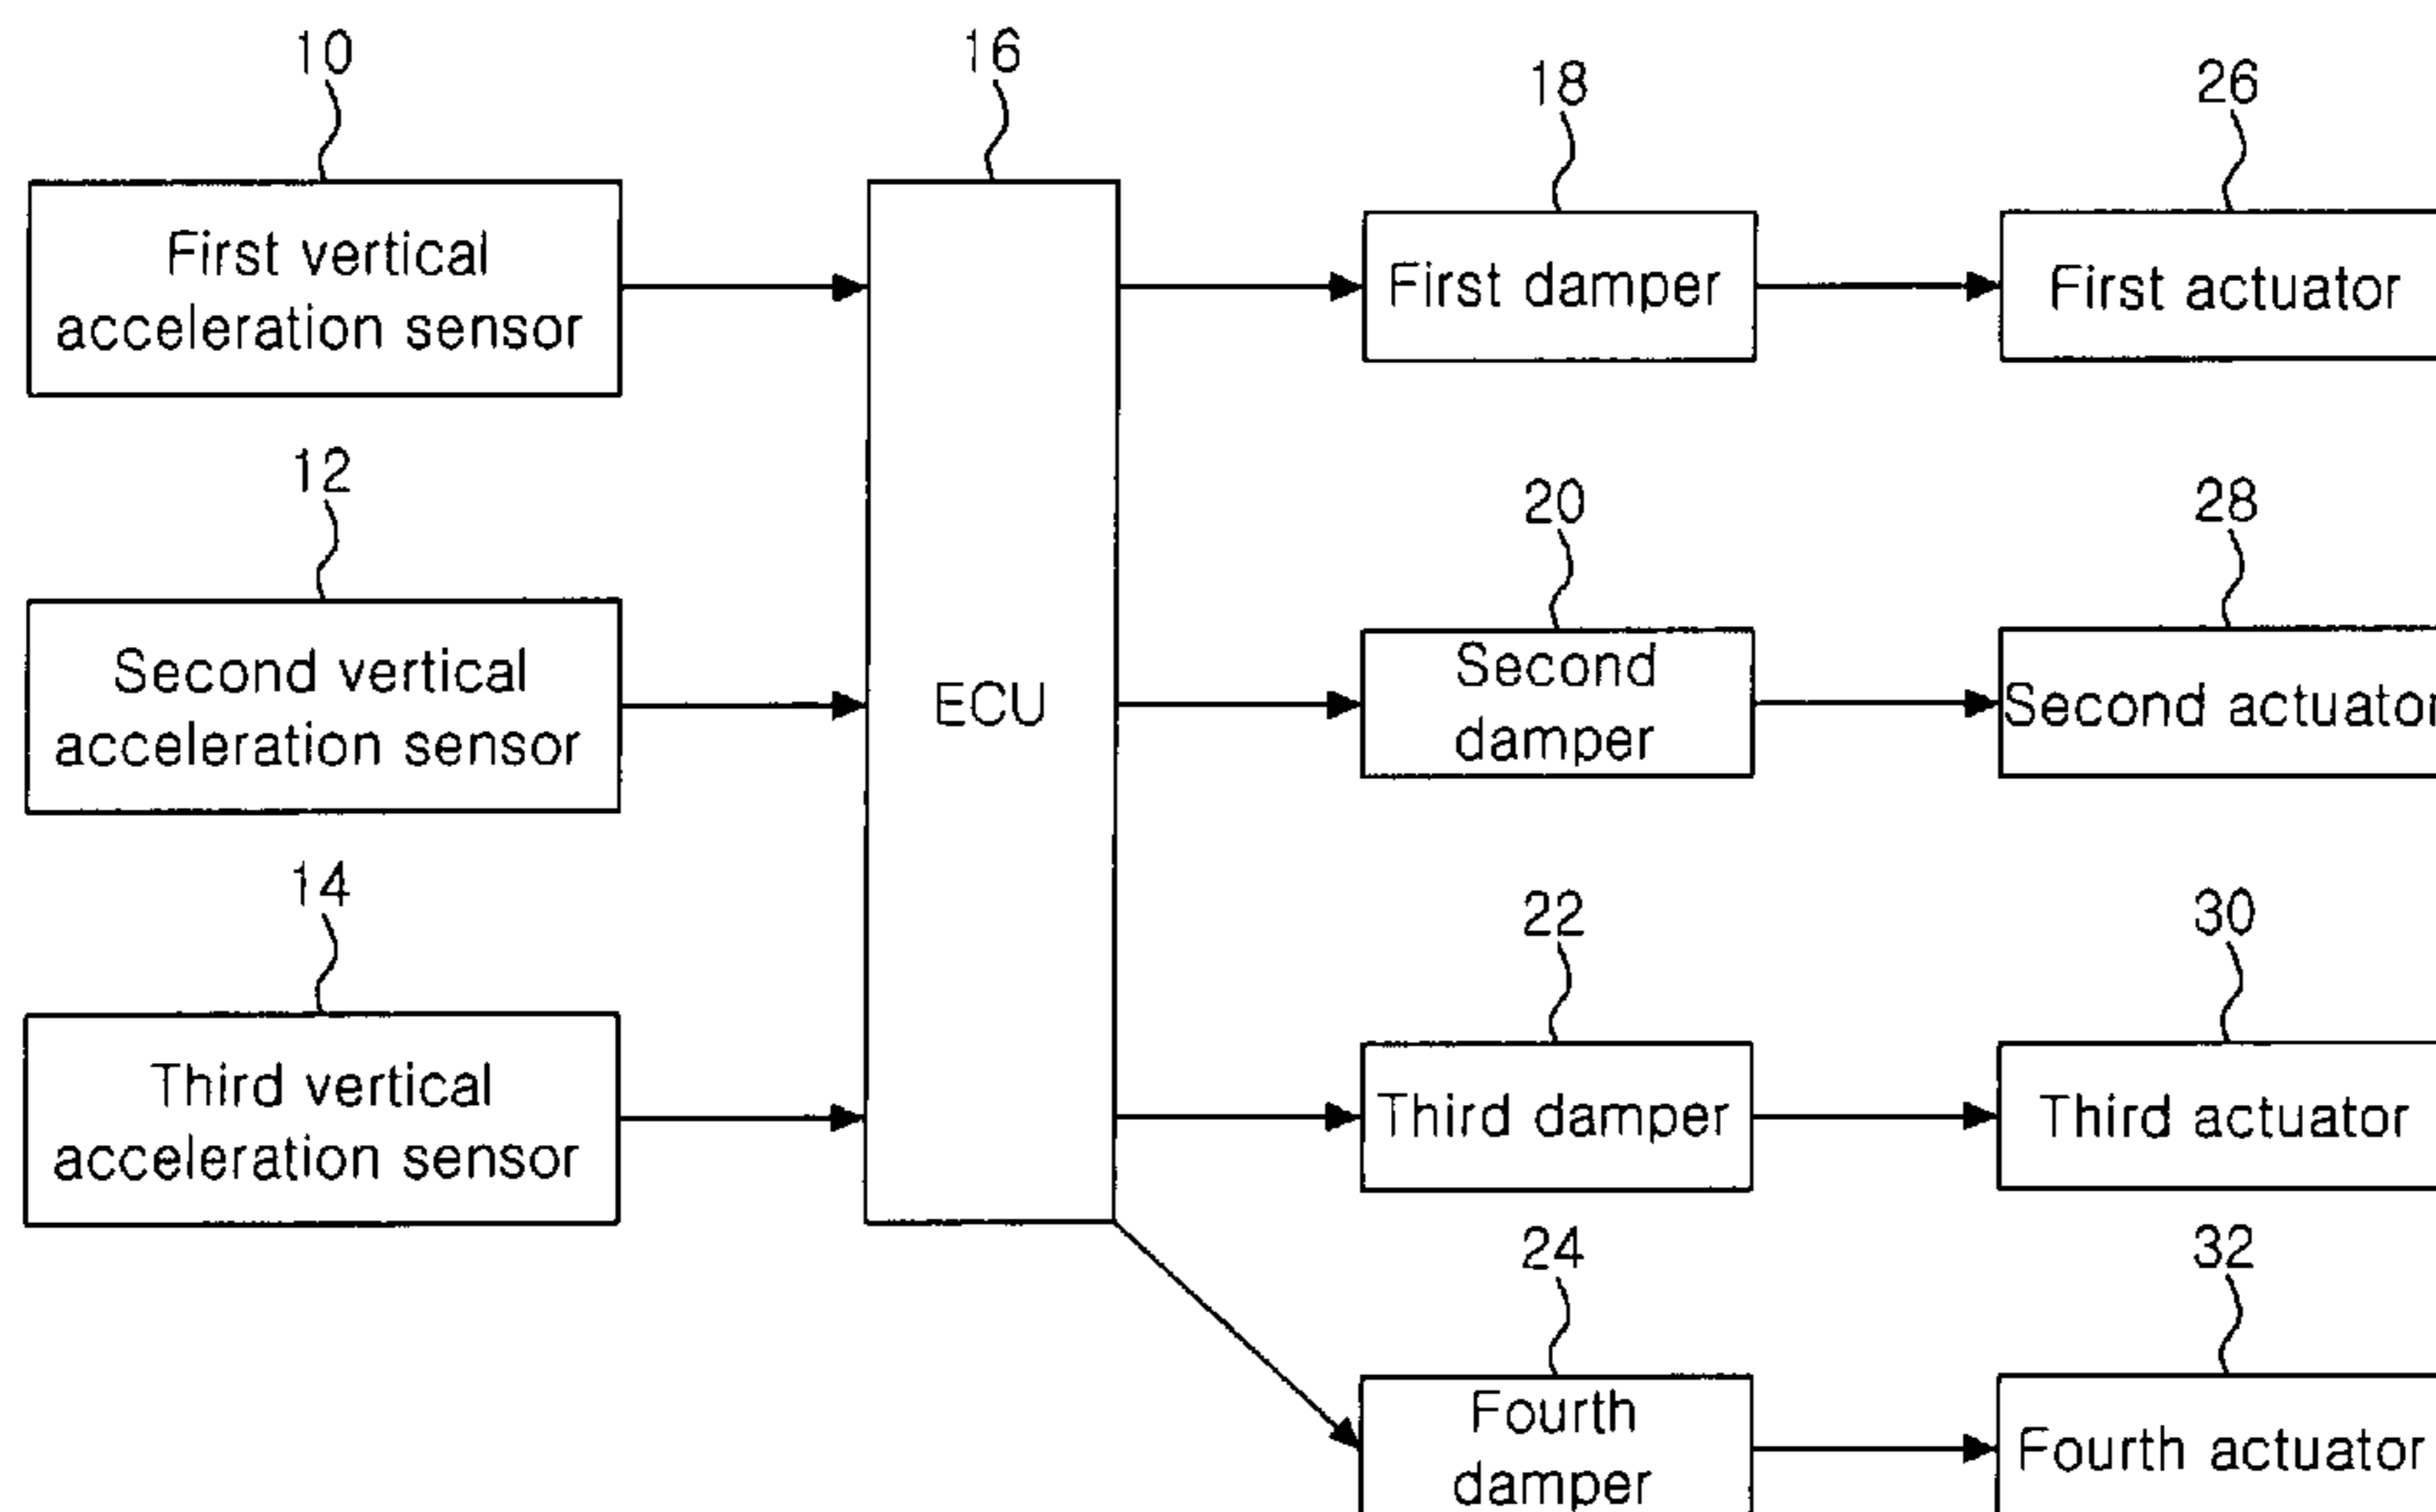 10
16
18
26
First vertical
acceleration sensor
First damper
First actuator
12
20
28
Second vertical
acceleration sensor
ECU
Second
damper
Second actuator
14
22
30
Third vertical
acceleration sensor
Third damper
Third actuator
24
32
Fourth
damper
Fourth actuator